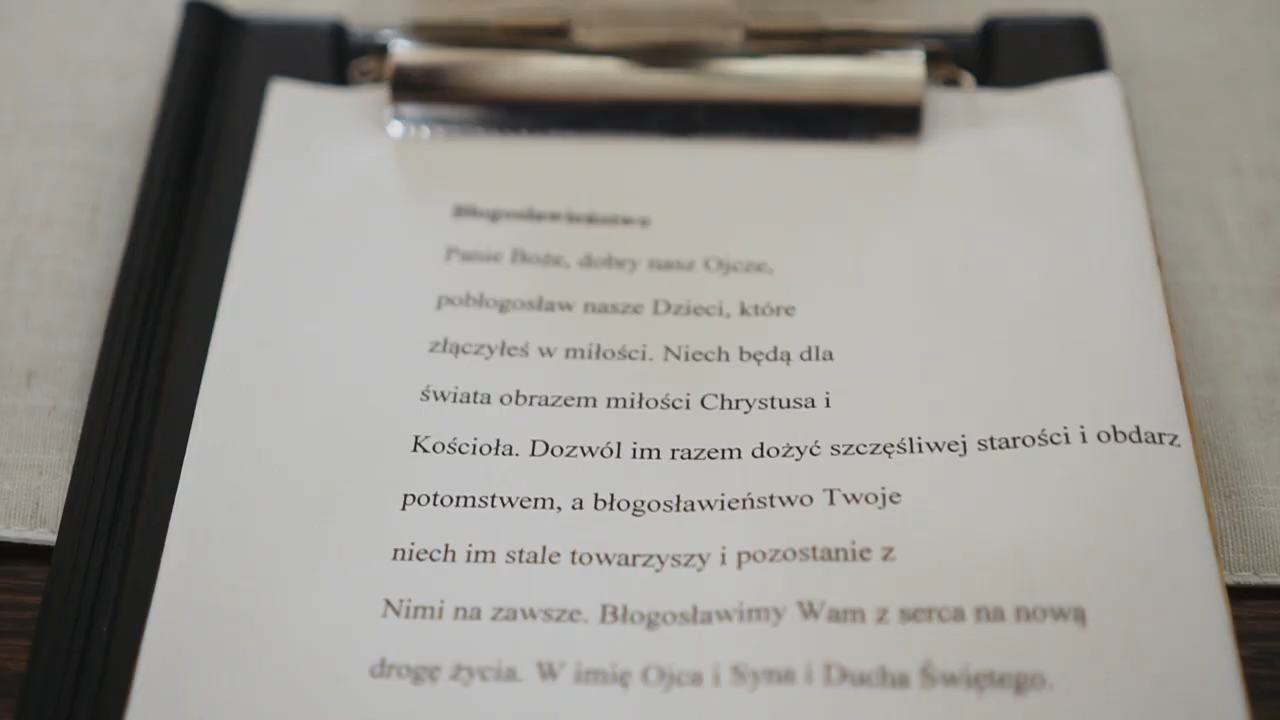 Błogosławieństwo
Panie Boże, dobry nasz Ojcze,
pobłogosław nasze Dzieci, które
złączyłeś w miłości. Niech będą dla
świata obrazem miłości Chrystusa i
Kościoła. Dozwól im razem dożyć szczęśliwej starości i obdarz
potomstwem, a błogosławieństwo Twoje
niech im stale towarzyszy i pozostanie z
Nimi na zawsze. Błogosławimy Wam z serca na nową
drogę życia. W imię Ojca i Syna i Ducha Świętego.